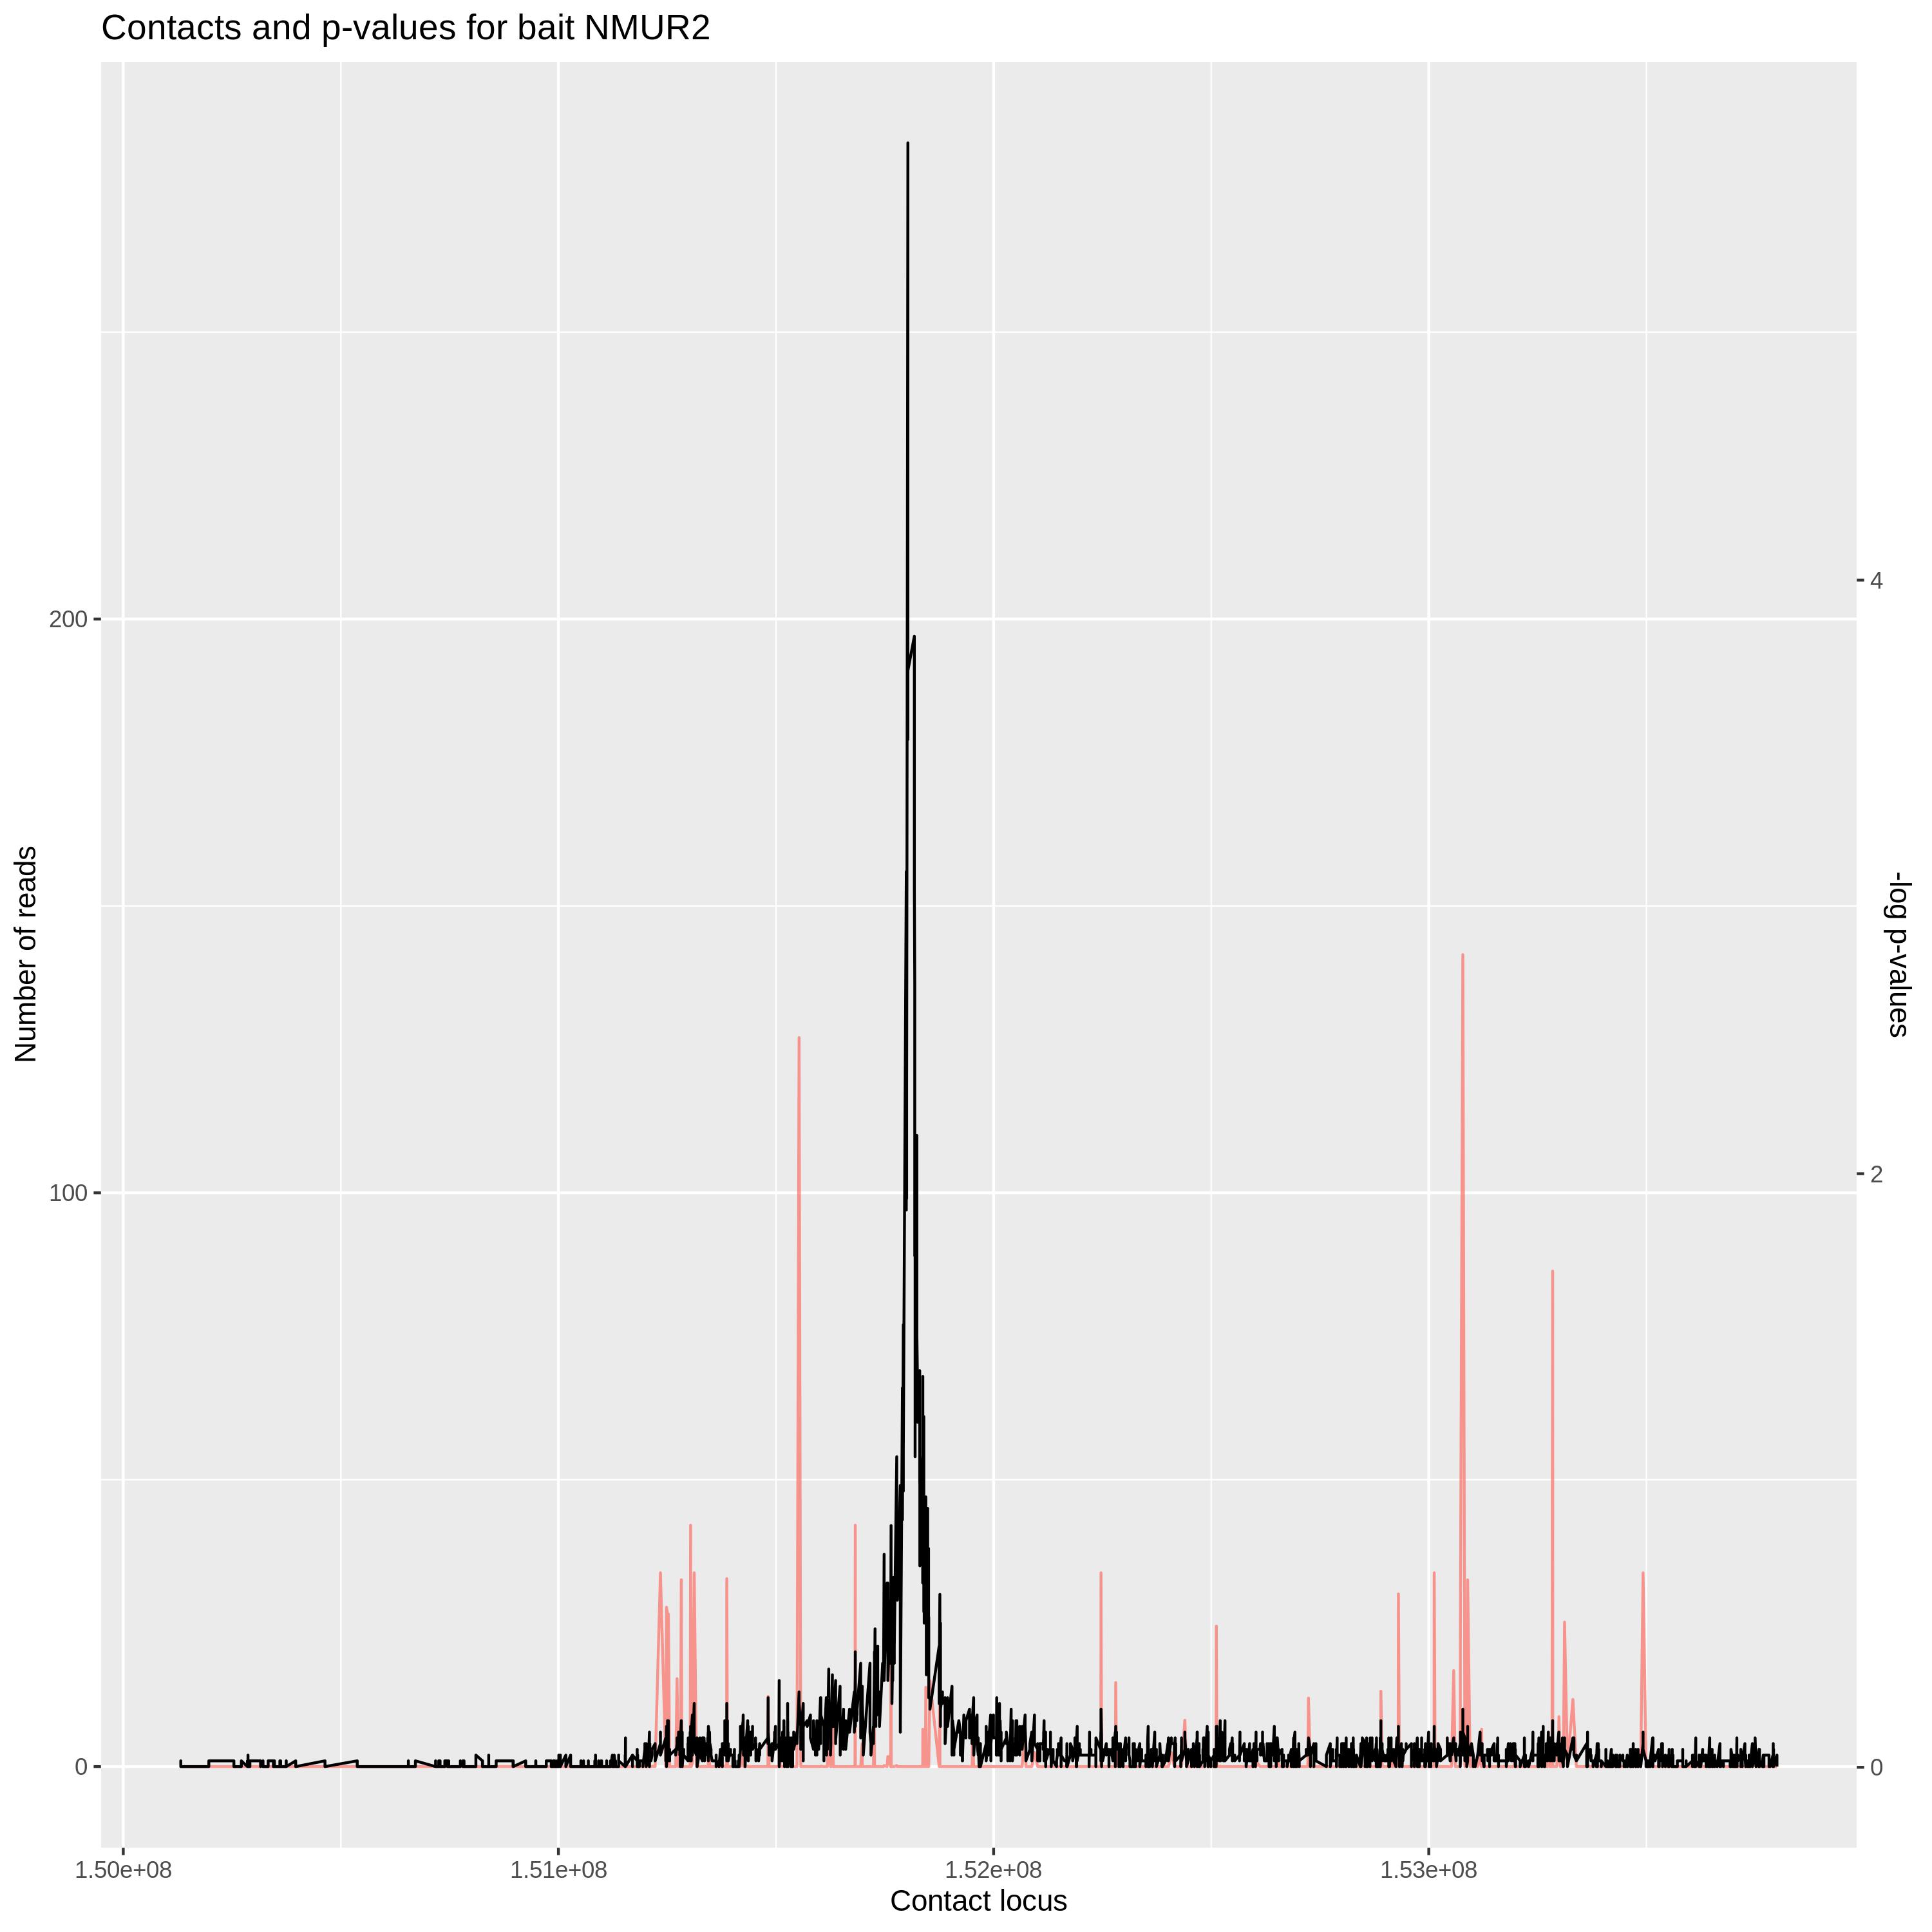 Contacts and p-values for bait NMUR2
Number of reads
200
100
0
4
2
0
-log p-values
1.50e+08
1.51e+08
1.52e+08
1.53e+08
Contact locus